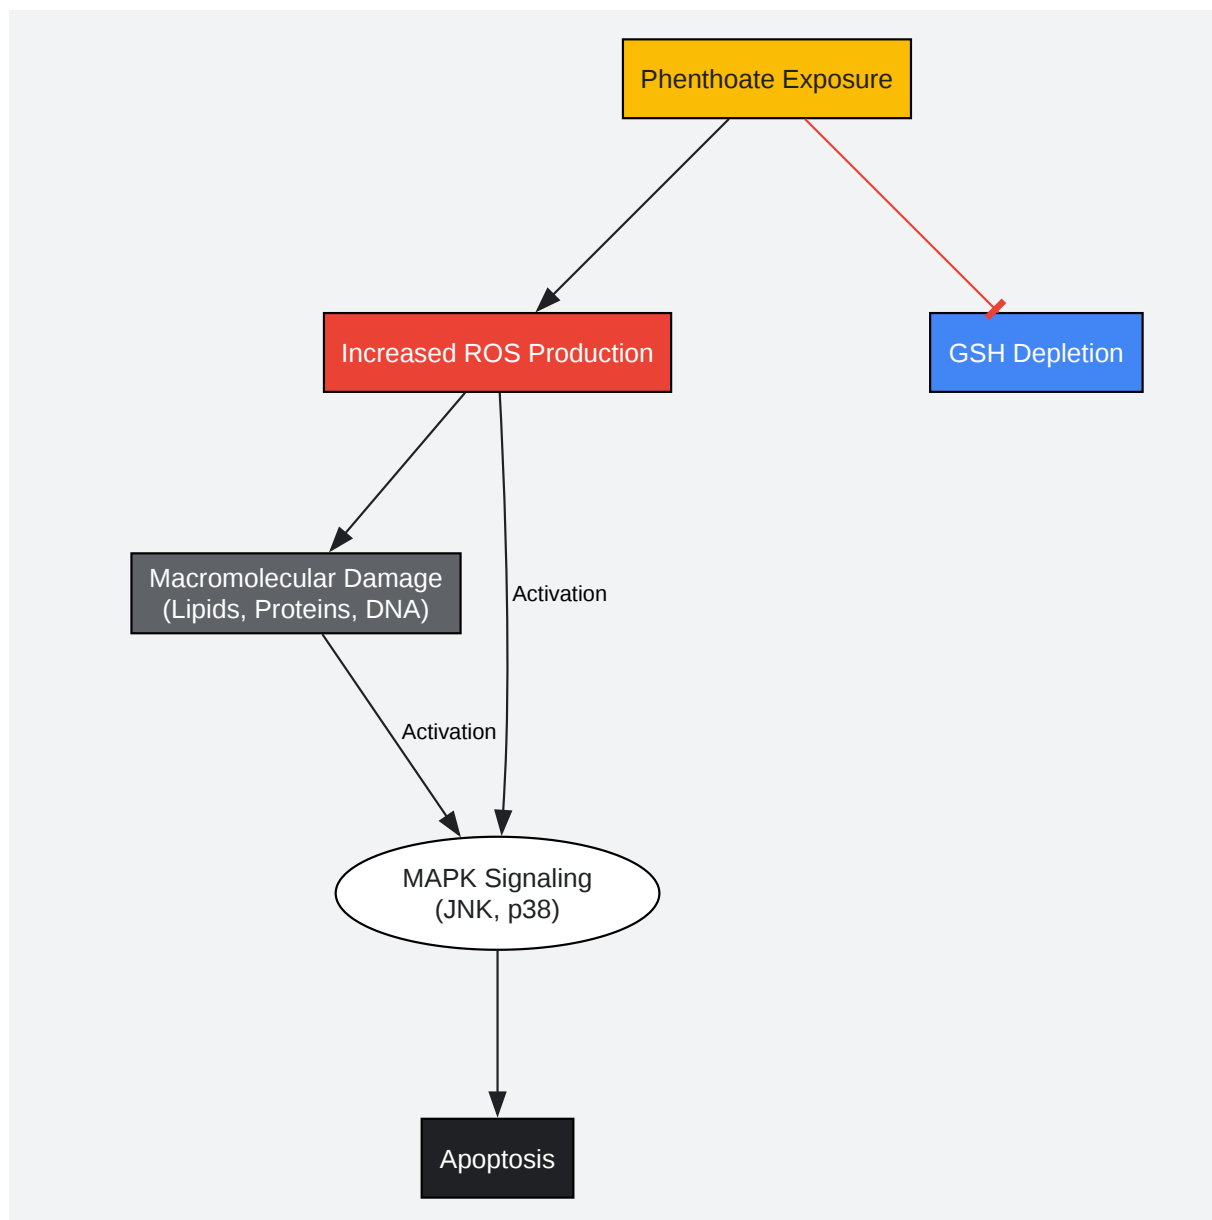 Phenthoate Exposure
Increased ROS Production
GSH Depletion
Macromolecular Damage
(Lipids, Proteins, DNA)
Activation
Activation
MAPK Signaling
(JNK, p38)
Apoptosis